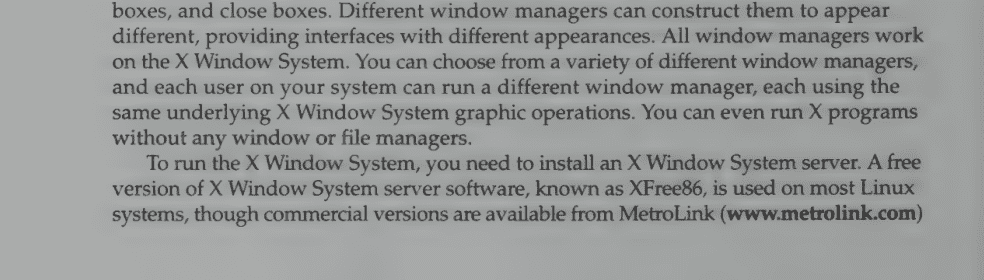 boxes, and close boxes. Different window managers can construct them to appear
different, providing interfaces with different appearances. All window managers work
on the X Window System. You can choose from a variety of different window managers,
and each user on your system can run a different window manager, each using the
same underlying X Window System graphic operations. You can even run X programs
without any window or file managers.
To run the X Window System, you need to install an X Window System server. A free
version of X Window System server software, known as XFree86, is used on most Linux
systems, though commercial versions are available from MetroLink (www.metrolink.com)